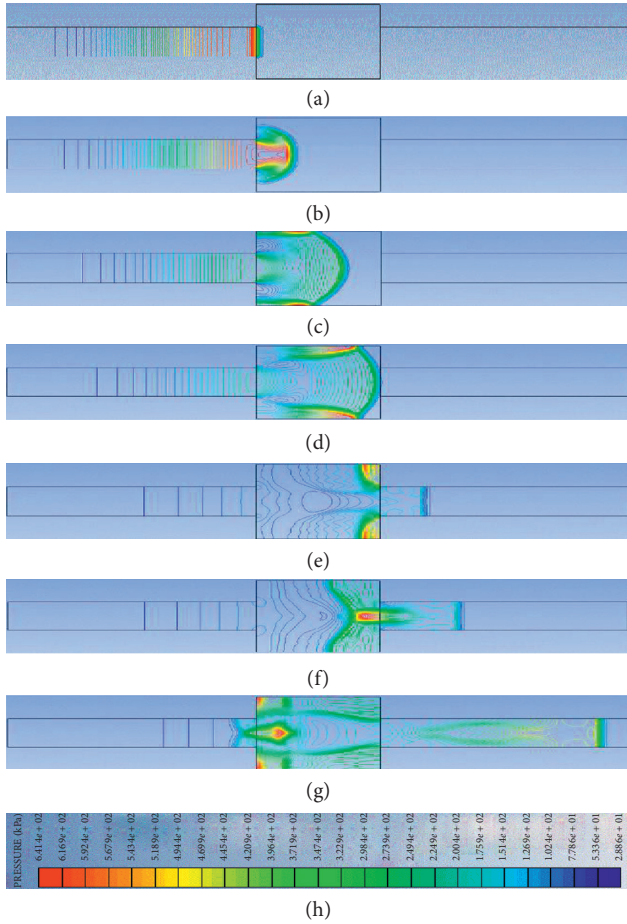 (a)
(b)
(c)
(d)
(e)
(f)
(g)
PRESSURE (kPa)
6.414e + 02
6.169e + 02
5.924e + 02
5.679e + 02
5.434e + 02
5.189e + 02
4.944e + 02
4.699e + 02
4.454e + 02
4.209e + 02
3.964e + 02
3.719e + 02
3.474e + 02
3.229e + 02
2.984e + 02
2.739e + 02
2.494e + 02
2.249e + 02
2.004e + 02
1.759e + 02
1.514e + 02
1.269e + 02
1.024e + 02
7.786e + 01
5.336e + 01
2.886e + 01
(h)